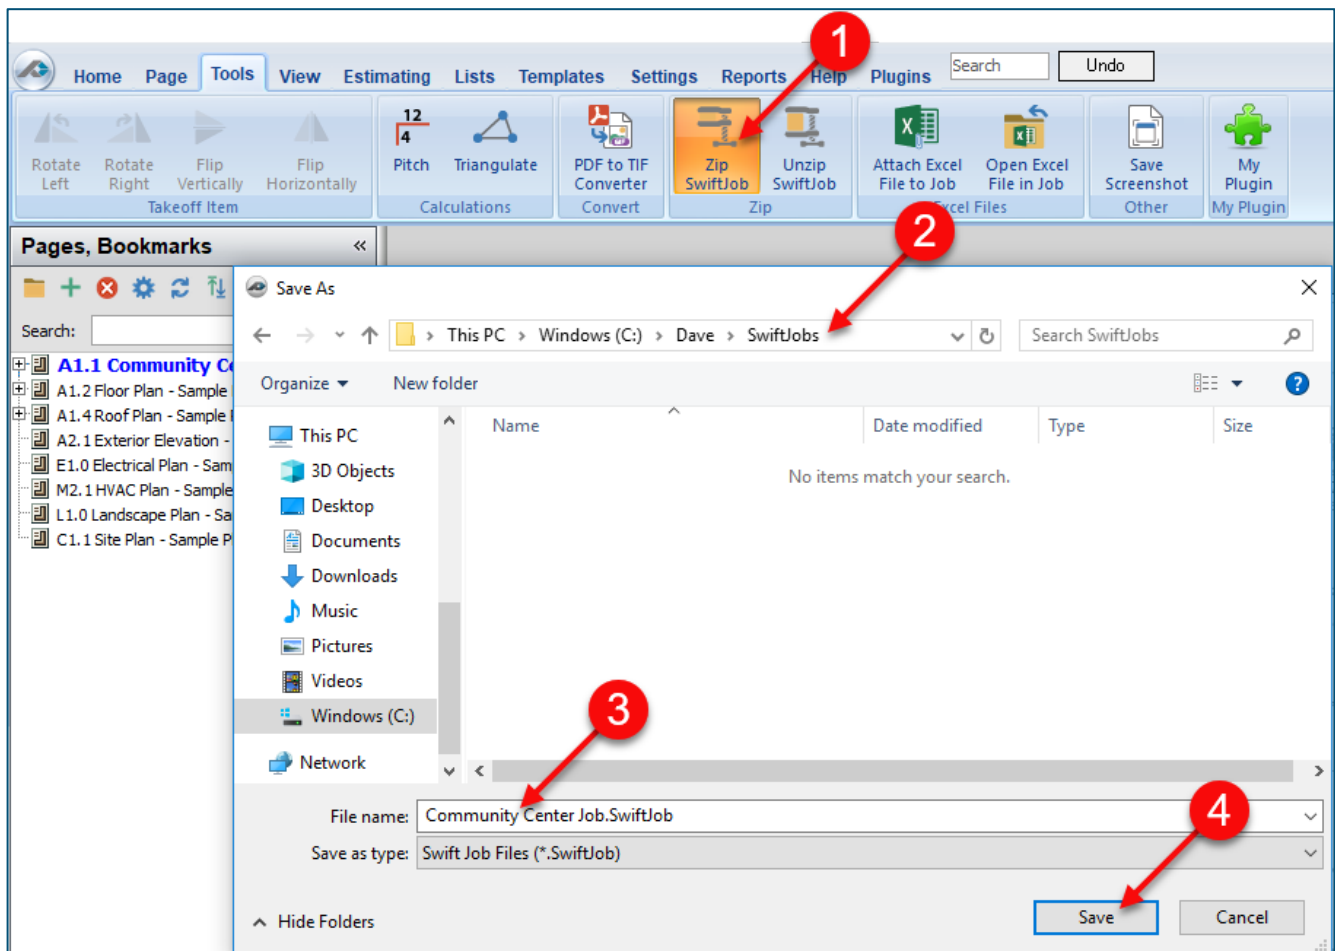 1
Home Page Tools View Estimating Lists Templates Settings Reports Help Plugins Search Undo
12
4
Rotate Left
Rotate Right
Flip Vertically
Flip Horizontally
Pitch
Triangulate
PDF to TIF Converter
Zip SwiftJob
Unzip SwiftJob
Attach Excel File to Job
Open Excel File in Job
Save Screenshot
My Plugin
Takeoff Item
Calculations
Convert
Zip
Excel Files
Other
My Plugin
2
Pages, Bookmarks «
Search:
A1.1 Community Ce
A1.2 Floor Plan - Sample
A1.4 Roof Plan - Sample
A2.1 Exterior Elevation -
E1.0 Electrical Plan - Sam
M2.1 HVAC Plan - Sample
L1.0 Landscape Plan - Sa
C1.1 Site Plan - Sample P
Save As
This PC > Windows (C:) > Dave > SwiftJobs
Search SwiftJobs
Organize New folder ?
Name Date modified Type Size
No items match your search.
This PC
3D Objects
Desktop
Documents
Downloads
Music
Pictures
Videos
Windows (C:)
Network
3
File name: Community Center Job.SwiftJob
Save as type: Swift Job Files (*.SwiftJob)
4
Hide Folders
Save Cancel